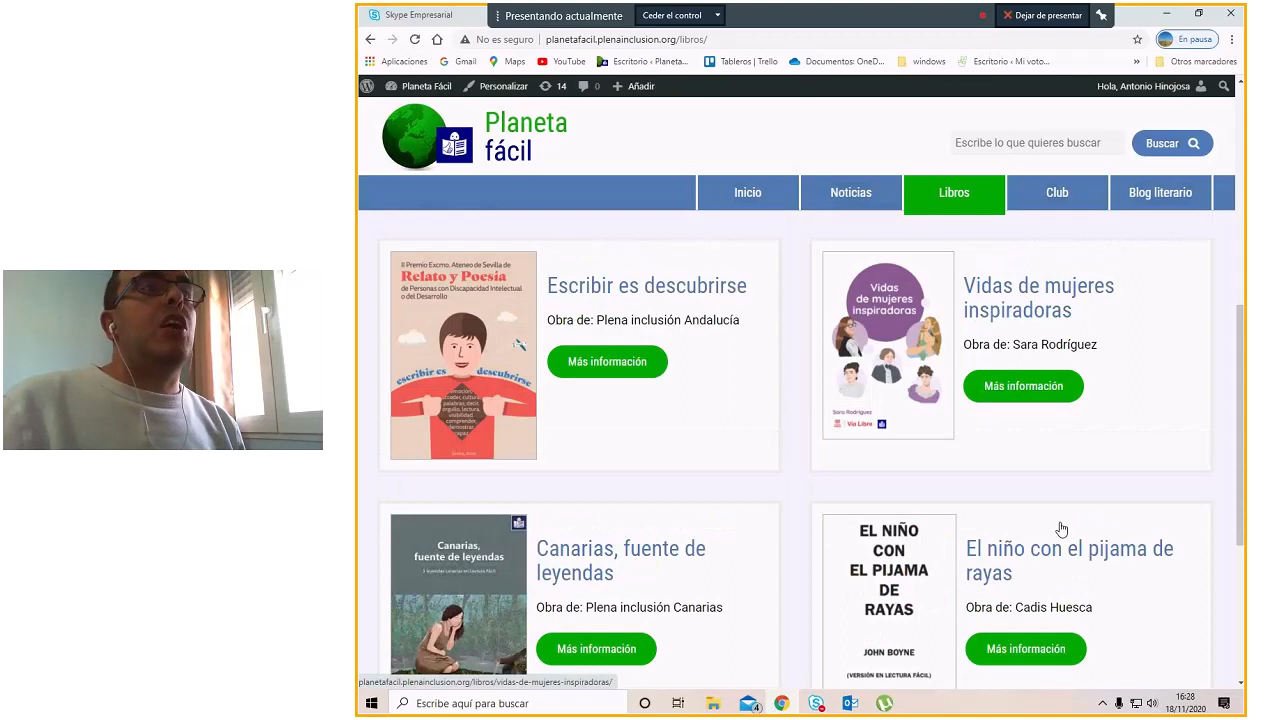 Skype Empresarial
Presentando actualmente
Ceder el control
Dejar de presentar
No es seguro
planetafacil.plenainclusion.org/libros/
En pausa
Aplicaciones
Gmail
Maps
YouTube
Escritorio ‹ Planeta...
Tableros | Trello
Documentos: OneD...
windows
Escritorio ‹ Mi voto...
»
Otros marcadores
Planeta Fácil
Personalizar
14
0
Añadir
Hola, Antonio Hinojosa
Planeta
fácil
Escribe lo que quieres buscar
Buscar
Inicio
Noticias
Libros
Club
Blog literario
II Premio Excmo. Ateneo de Sevilla de
Relato y Poesía
de Personas con Discapacidad Intelectual
o del Desarrollo
escribir es descubrirse
Escribir es descubrirse
Obra de: Plena inclusión Andalucía
Más información
Vidas
de mujeres
inspiradoras
Sara Rodríguez
Vía Libre
Vidas de mujeres
inspiradoras
Obra de: Sara Rodríguez
Más información
Canarias,
fuente de leyendas
3 leyendas canarias en Lectura Fácil
Canarias, fuente de
leyendas
Obra de: Plena inclusión Canarias
Más información
EL NIÑO
CON
EL PIJAMA
DE
RAYAS
JOHN BOYNE
(VERSIÓN EN LECTURA FÁCIL)
El niño con el pijama de
rayas
Obra de: Cadis Huesca
Más información
planetafacil.plenainclusion.org/libros/vidas-de-mujeres-inspiradoras/
Escribe aquí para buscar
4
16:28
18/11/2020